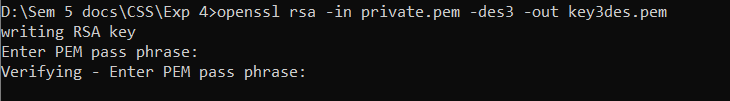 D:\Sem 5 docs\CSS\Exp 4>openssl rsa -in private.pem -des3 -out key3des.pem
writing RSA key
Enter PEM pass phrase:
Verifying - Enter PEM pass phrase: